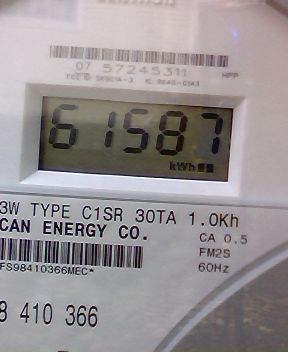 07 57245311
HPP
61587
kWh
3W TYPE C1SR 30TA 1.0Kh
CAN ENERGY CO.
CA 0.5
FM2S
FS98410366MEC*
60Hz
8 410 366